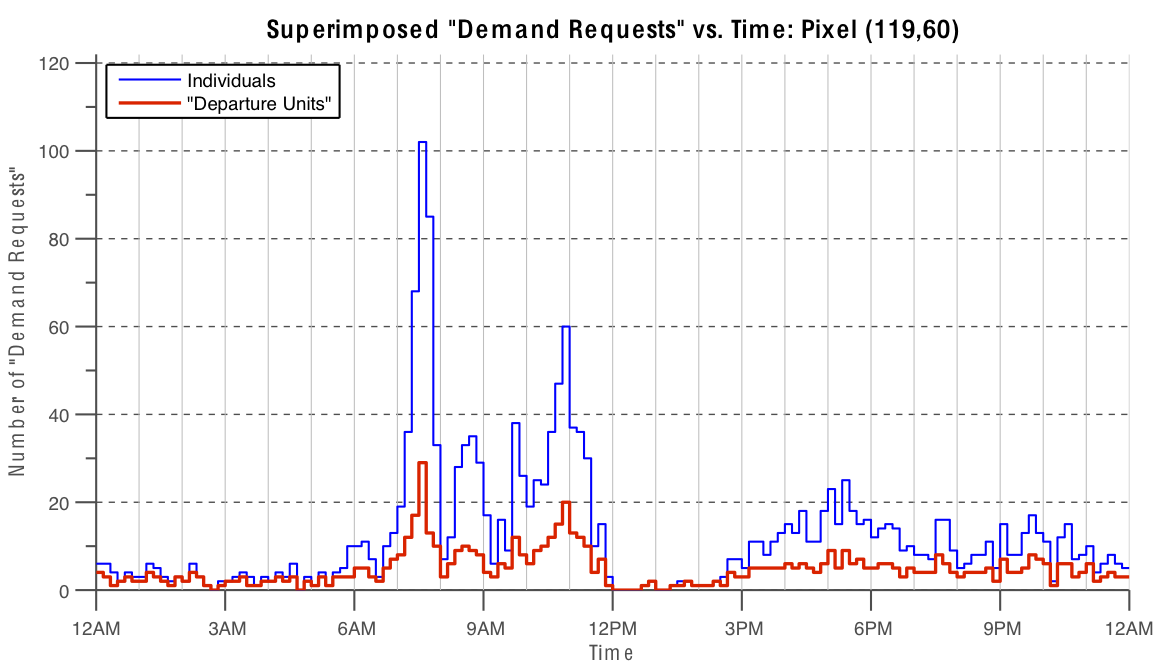 Superimposed "Demand Requests" vs. Time: Pixel (119,60)
Individuals
"Departure Units"
Number of "Demand Requests"
120
100
80
60
40
20
0
12AM 3AM 6AM 9AM 12PM 3PM 6PM 9PM 12AM
Time